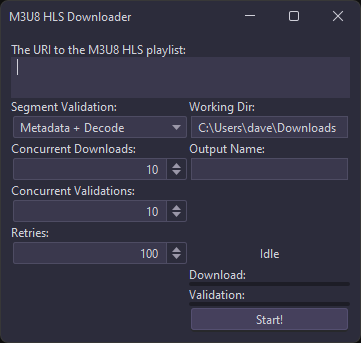 M3U8 HLS Downloader
The URI to the M3U8 HLS playlist:
Segment Validation:
Working Dir:
Metadata + Decode
C:\Users\dave\Downloads
Concurrent Downloads:
Output Name:
10
Concurrent Validations:
10
Retries:
100
Idle
Download:
Validation:
Start!